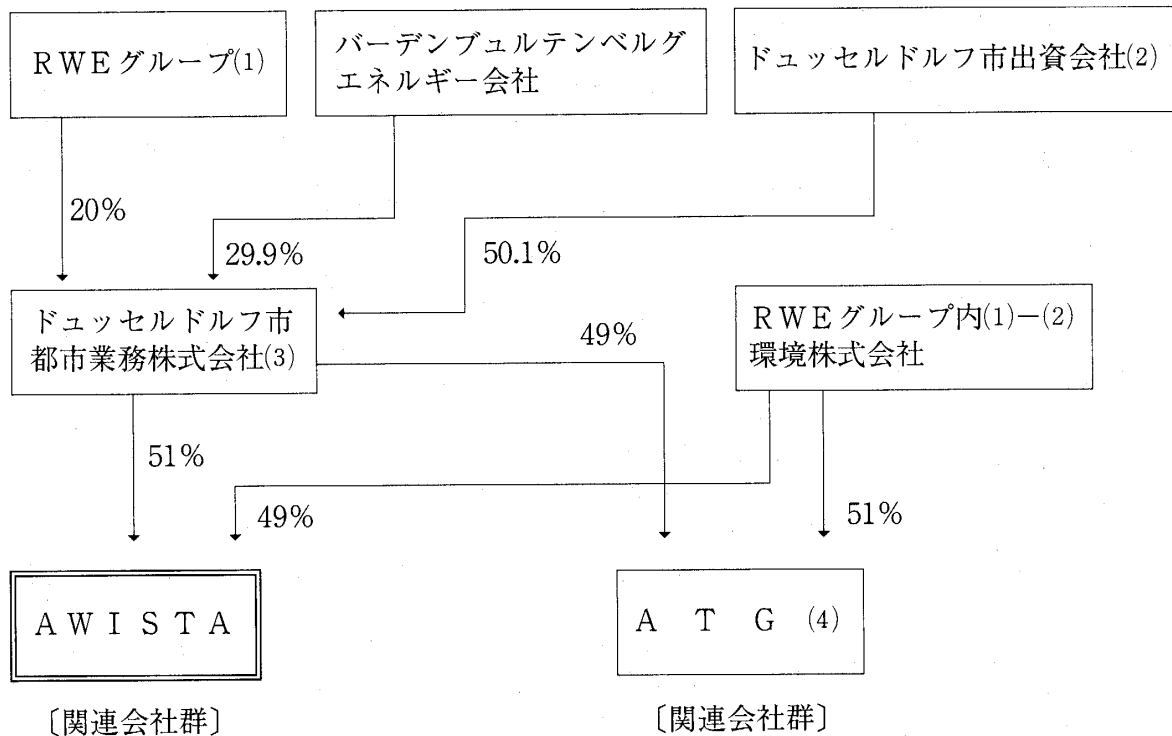 RWEグループ(1)
バーデンブュルテンベルグ
エネルギー会社
ドュッセルドルフ市出資会社(2)
20%
29.9%
50.1%
ドュッセルドルフ市
都市業務株式会社(3)
49%
RWEグループ内(1)−(2)
環境株式会社
51%
49%
51%
AWISTA
ATG(4)
〔関連会社群〕
〔関連会社群〕